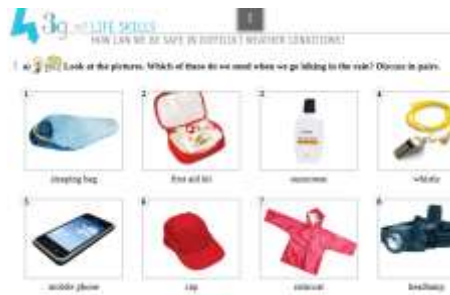 3g LIFE SKILLS
HOW CAN WE BE SAFE IN DIFFICULT WEATHER CONDITIONS?
1 a Look at the pictures. Which of these do we need when we go hiking in the rain? Discuss in pairs.
1 2 3 4
sleeping bag first aid kit sunscreen whistle
5 6 7 8
mobile phone cap raincoat headlamp